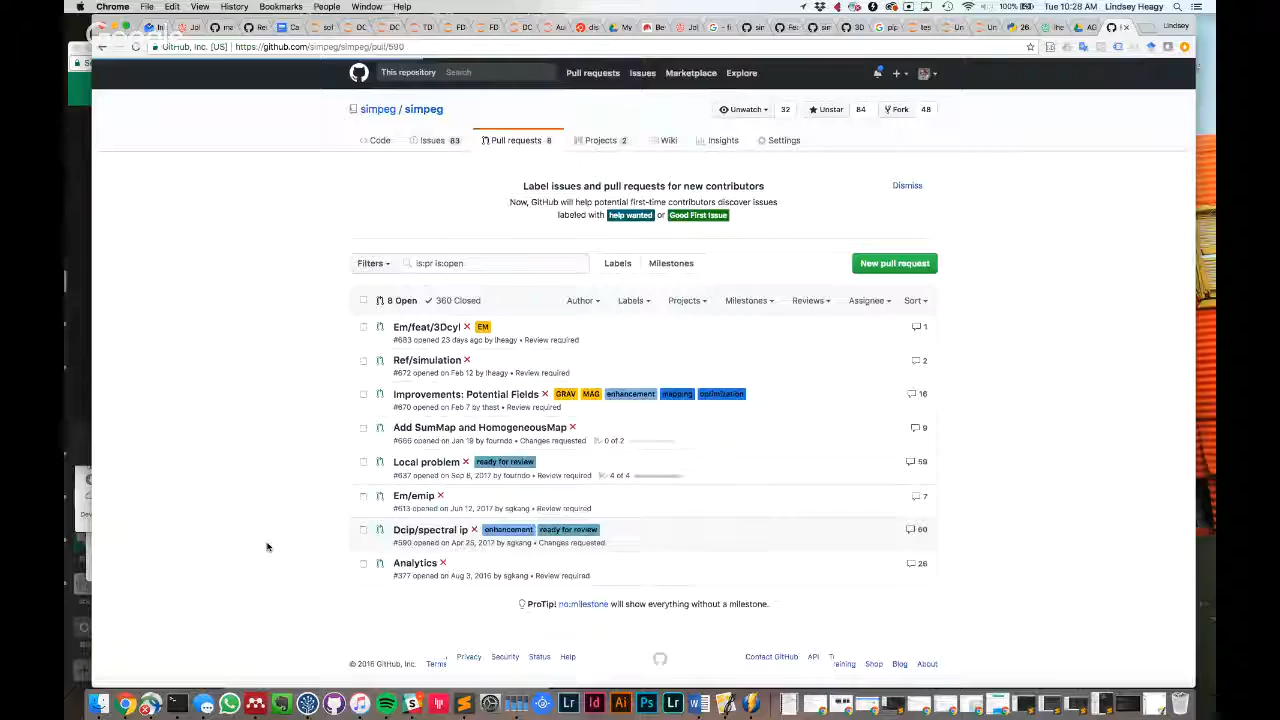 Chrome File Edit View History Bookmarks People Window Help
100% Tue 10:28 AM Lindsey Heagy
Lindsey
GitHub, Inc. [US] https://github.com/simpeg/simpeg/pull/590
This repository Search Pull requests Issues Marketplace Explore
simpeg / simpeg Unwatch 32 Unstar 84 Fork 48
Code Issues 83 Pull requests 8 Projects 2 Wiki Insights Settings
Label issues and pull requests for new contributors Dismiss
Now, GitHub will help potential first-time contributors discover issues
labeled with help wanted or Good First Issue
Filters is:pr is:open Labels Milestones New pull request
8 Open 360 Closed Author Labels Projects Milestones Reviews Assignee Sort
Em/feat/3Dcyl EM 1
#683 opened 23 days ago by lheagy • Review required
Ref/simulation 2
#672 opened on Feb 12 by lheagy • Review required
Improvements: Potential Fields GRAV MAG enhancement mapping optimization 16
#670 opened on Feb 7 by thast • Review required
Add SumMap and HomogeneousMap 9
#666 opened on Jan 19 by fourndo • Changes requested 0 of 2
Local problem ready for review 59
#637 opened on Sep 6, 2017 by fourndo • Review required 4 of 4
Em/emip 7
#613 opened on Jun 12, 2017 by sgkang • Review required
Dcip/spectral ip enhancement ready for review 60
#590 opened on Apr 25, 2017 by sgkang • Changes requested
Analytics 26
#377 opened on Aug 3, 2016 by sgkang • Review required
ProTip! no:milestone will show everything without a milestone.
© 2018 GitHub, Inc. Terms Privacy Security Status Help Contact GitHub API Training Shop Blog About